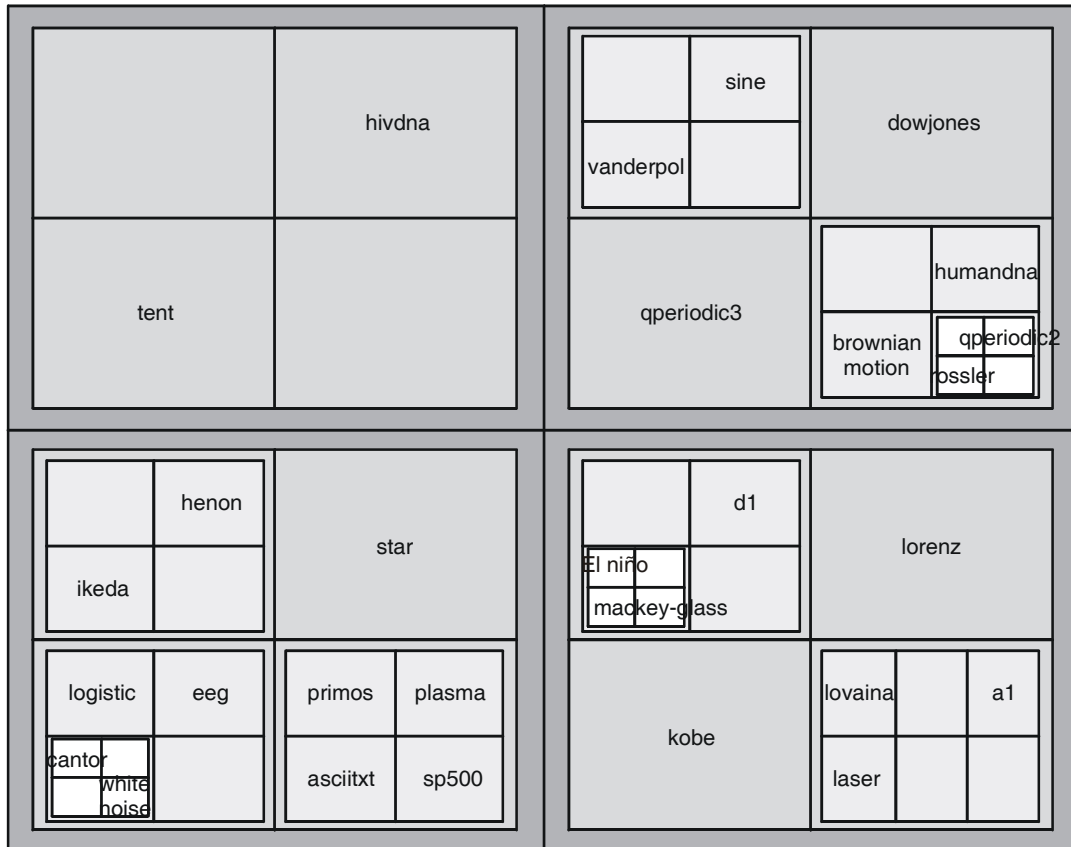 hivdna
tent
sine
vanderpol
dowjones
qperiodic3
humandna
brownian
motion
qperiodic2
rossler
henon
ikeda
star
logistic
eeg
cantor
white
noise
primos
plasma
asciitxt
sp500
d1
El niño
mackey-glass
lorenz
kobe
lovaina
a1
laser